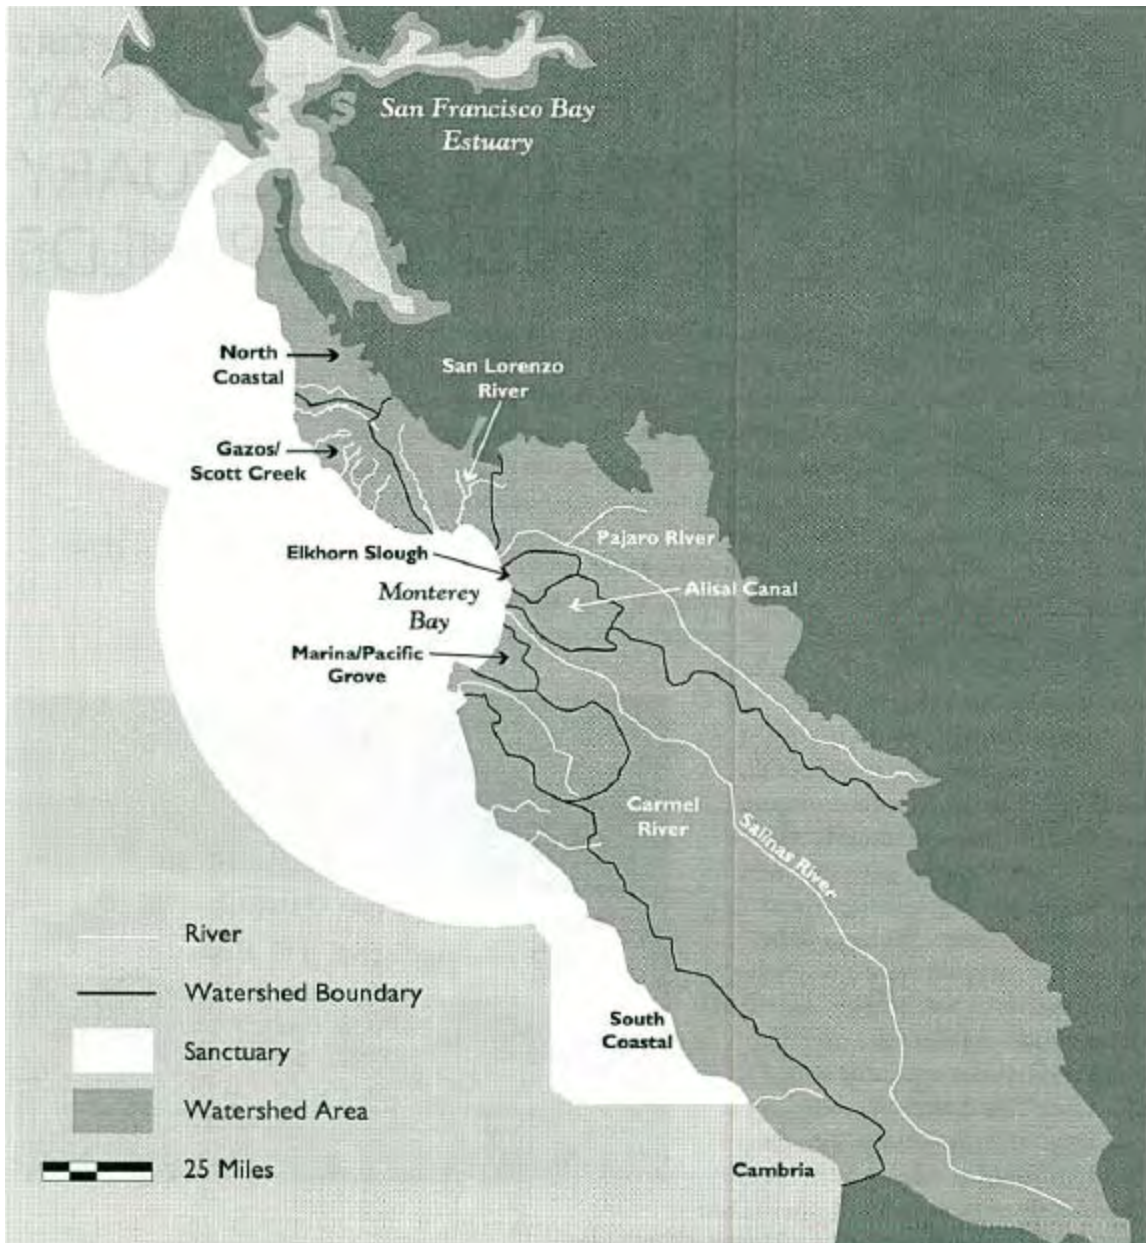 San Francisco Bay
Estuary
North
Coastal
San Lorenzo
River
Gazos/
Scott Creek
Pajaro River
Elkhorn Slough
Alisal Canal
Monterey
Bay
Marina/Pacific
Grove
Carmel
River
Salinas River
River
Watershed Boundary
South
Coastal
Sanctuary
Watershed Area
25 Miles
Cambria